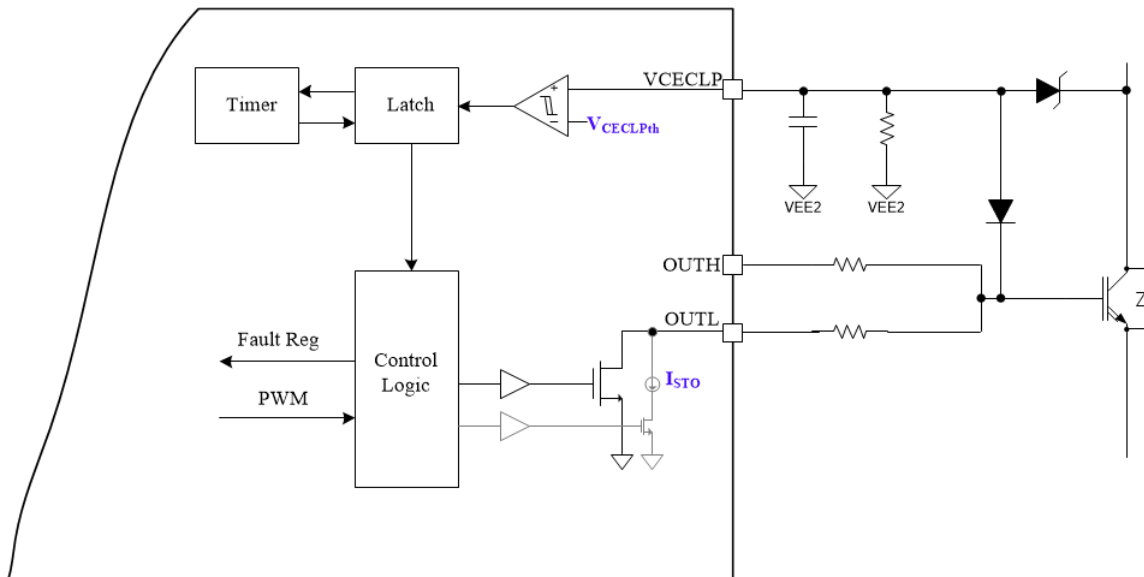 Timer
Latch
VCECLP
VCECLPth
VEE2
VEE2
OUTH
OUTL
Fault Reg
PWM
Control
Logic
ISTO
Z
+
−